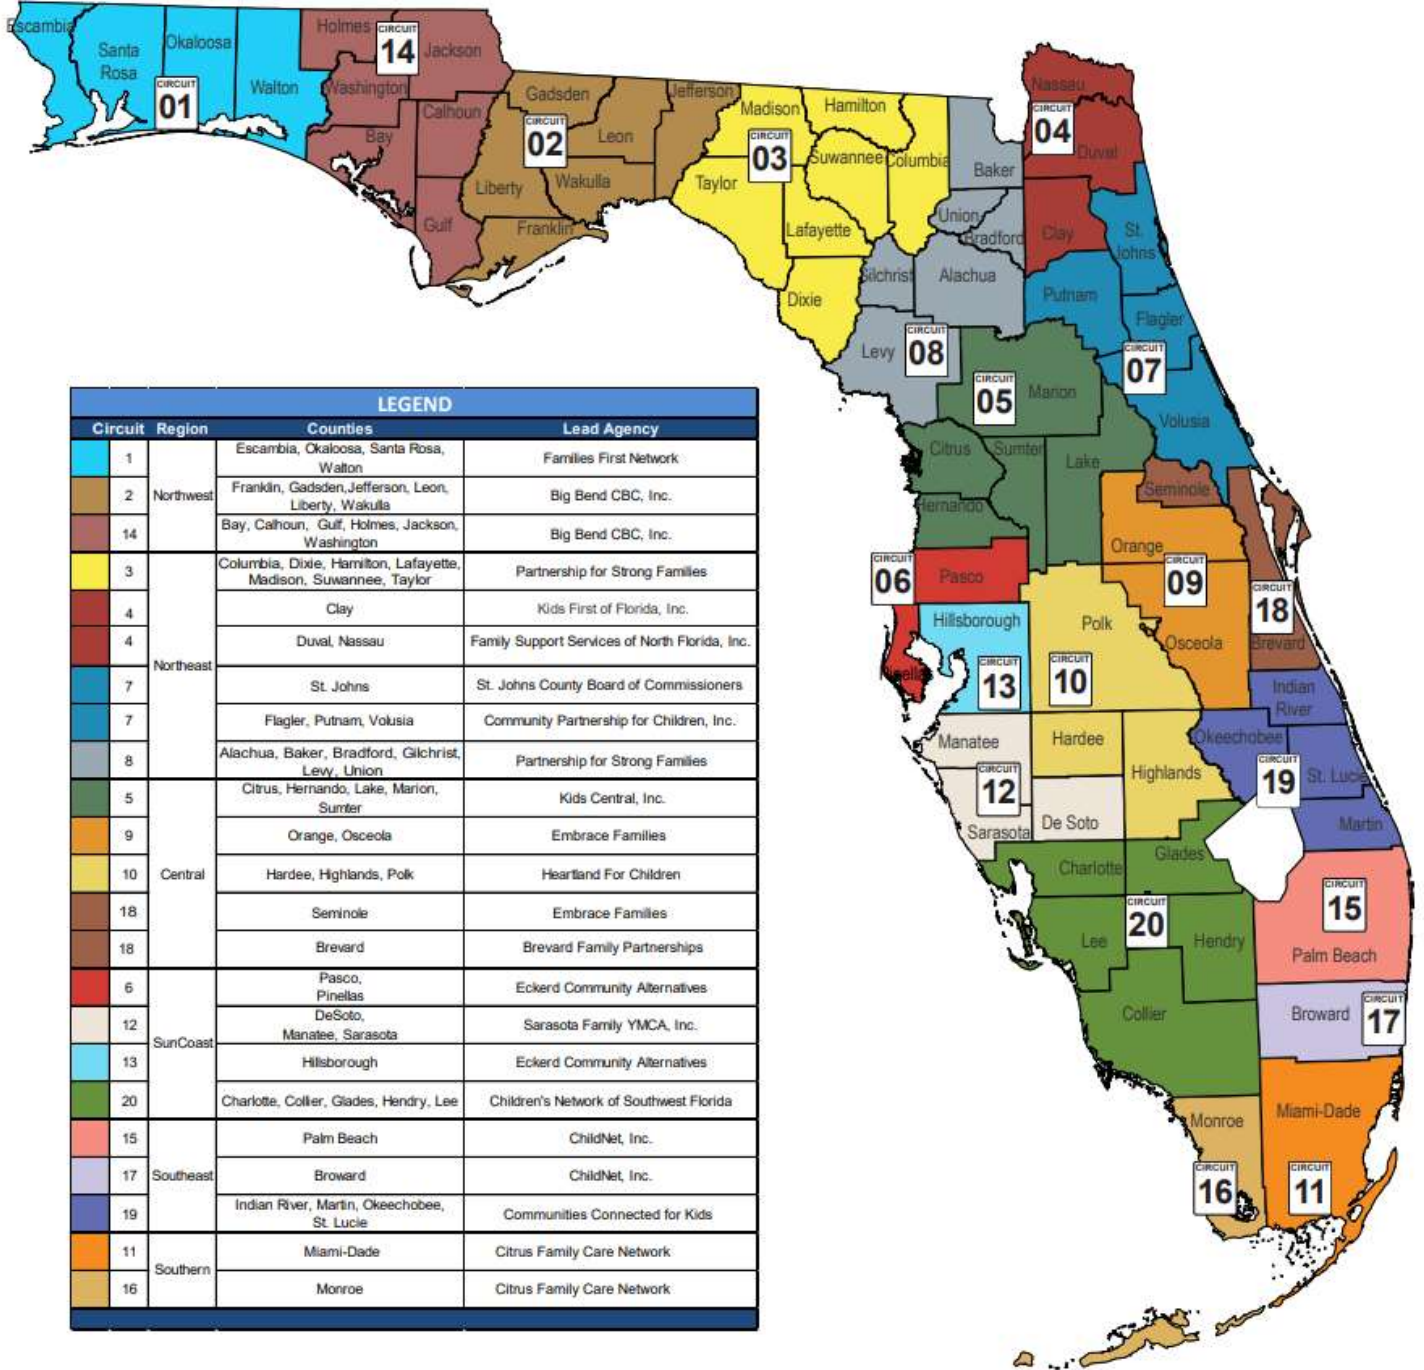 Escambia
Santa
Rosa
Okaloosa
Walton
CIRCUIT
01
Holmes
CIRCUIT
14
Jackson
Washington
Calhoun
Bay
Gulf
Gadsden
Jefferson
CIRCUIT
02
Leon
Liberty
Wakulla
Franklin
Madison
Hamilton
CIRCUIT
03
Suwannee
Columbia
Taylor
Lafayette
Dixie
Nassau
CIRCUIT
04
Duval
Clay
Baker
Union
Bradford
Gilchrist
Alachua
Levy
CIRCUIT
08
St.
Johns
Putnam
Flagler
CIRCUIT
07
Volusia
CIRCUIT
05
Marion
Citrus
Sumter
Lake
Hernando
Seminole
Orange
CIRCUIT
09
Osceola
CIRCUIT
06
Pasco
Pinellas
Hillsborough
CIRCUIT
13
Polk
CIRCUIT
10
CIRCUIT
18
Brevard
Indian
River
Manatee
Hardee
Highlands
Okeechobee
CIRCUIT
19
St. Lucie
CIRCUIT
12
Sarasota
De Soto
Martin
Charlotte
Glades
CIRCUIT
20
Lee
Hendry
Collier
CIRCUIT
15
Palm Beach
Broward
CIRCUIT
17
Monroe
CIRCUIT
16
Miami-Dade
CIRCUIT
11
LEGEND
Circuit Region Counties Lead Agency
1 Escambia, Okaloosa, Santa Rosa, Families First Network
Walton
Northwest
2 Franklin, Gadsden,Jefferson, Leon, Big Bend CBC, Inc.
Liberty, Wakulla
14 Bay, Calhoun, Gulf, Holmes, Jackson, Big Bend CBC, Inc.
Washington
3 Columbia, Dixie, Hamilton, Lafayette, Partnership for Strong Families
Madison, Suwannee, Taylor
4 Clay Kids First of Florida, Inc.
4 Duval, Nassau Family Support Services of North Florida, Inc.
Northeast
7 St. Johns St. Johns County Board of Commissioners
7 Flagler, Putnam, Volusia Community Partnership for Children, Inc.
8 Alachua, Baker, Bradford, Gilchrist, Partnership for Strong Families
Levy, Union
5 Citrus, Hernando, Lake, Marion, Kids Central, Inc.
Sumter
9 Orange, Osceola Embrace Families
10 Central Hardee, Highlands, Polk Heartland For Children
18 Seminole Embrace Families
18 Brevard Brevard Family Partnerships
6 Pasco, Eckerd Community Alternatives
Pinellas
12 DeSoto, Sarasota Family YMCA, Inc.
Manatee, Sarasota
SunCoast
13 Hillsborough Eckerd Community Alternatives
20 Charlotte, Collier, Glades, Hendry, Lee Children's Network of Southwest Florida
15 Palm Beach ChildNet, Inc.
17 Southeast Broward ChildNet, Inc.
19 Indian River, Martin, Okeechobee, Communities Connected for Kids
St. Lucie
11 Miami-Dade Citrus Family Care Network
Southern
16 Monroe Citrus Family Care Network